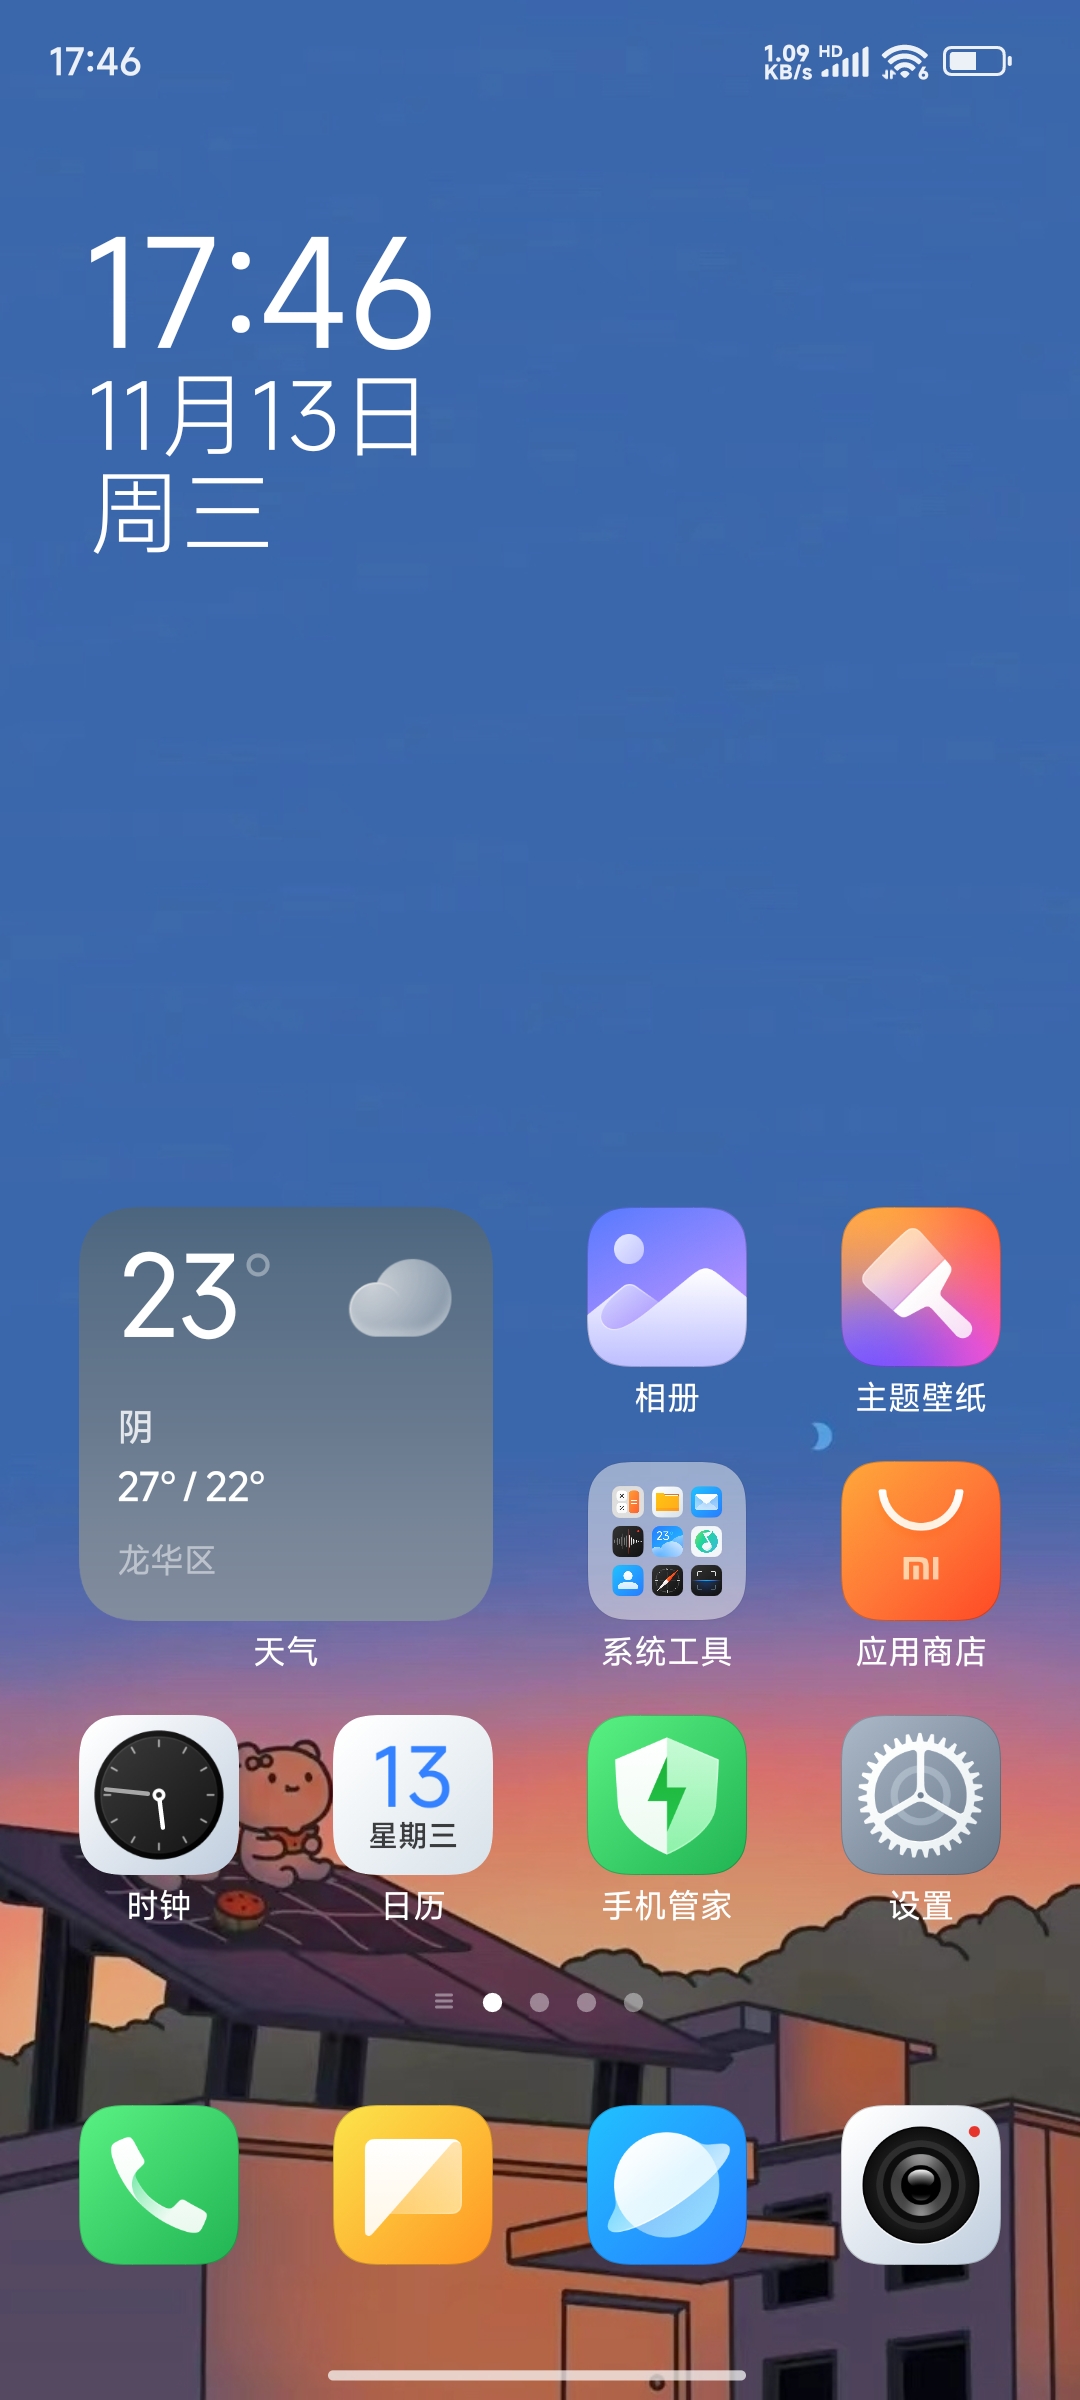 17:46
1.09 KB/s HD 6
17:46
11月13日
周三
23°
阴
27° / 22°
龙华区
天气
相册
主题壁纸
23°
系统工具
mi
应用商店
时钟
13
星期三
日历
手机管家
设置